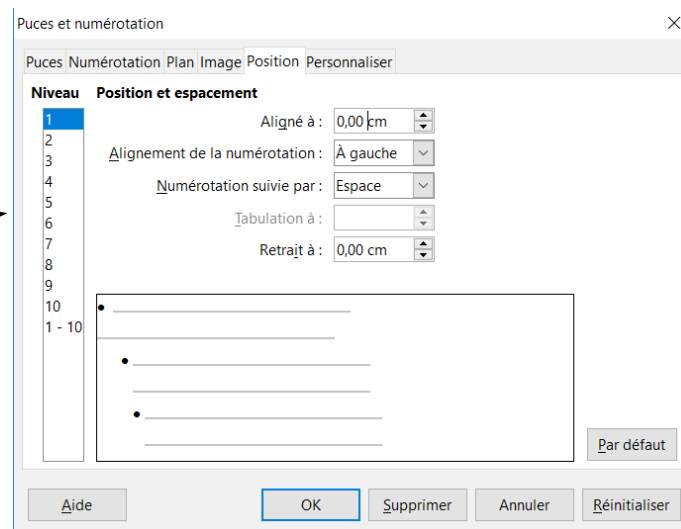 Puces et numérotation
Puces Numérotation Plan Image Position Personnaliser
Niveau Position et espacement
1
2
3
4
5
6
7
8
9
10
1 - 10
Aligné à : 0,00 cm
Alignement de la numérotation : À gauche
Numérotation suivie par : Espace
Tabulation à :
Retrait à : 0,00 cm
Par défaut
Aide OK Supprimer Annuler Réinitialiser